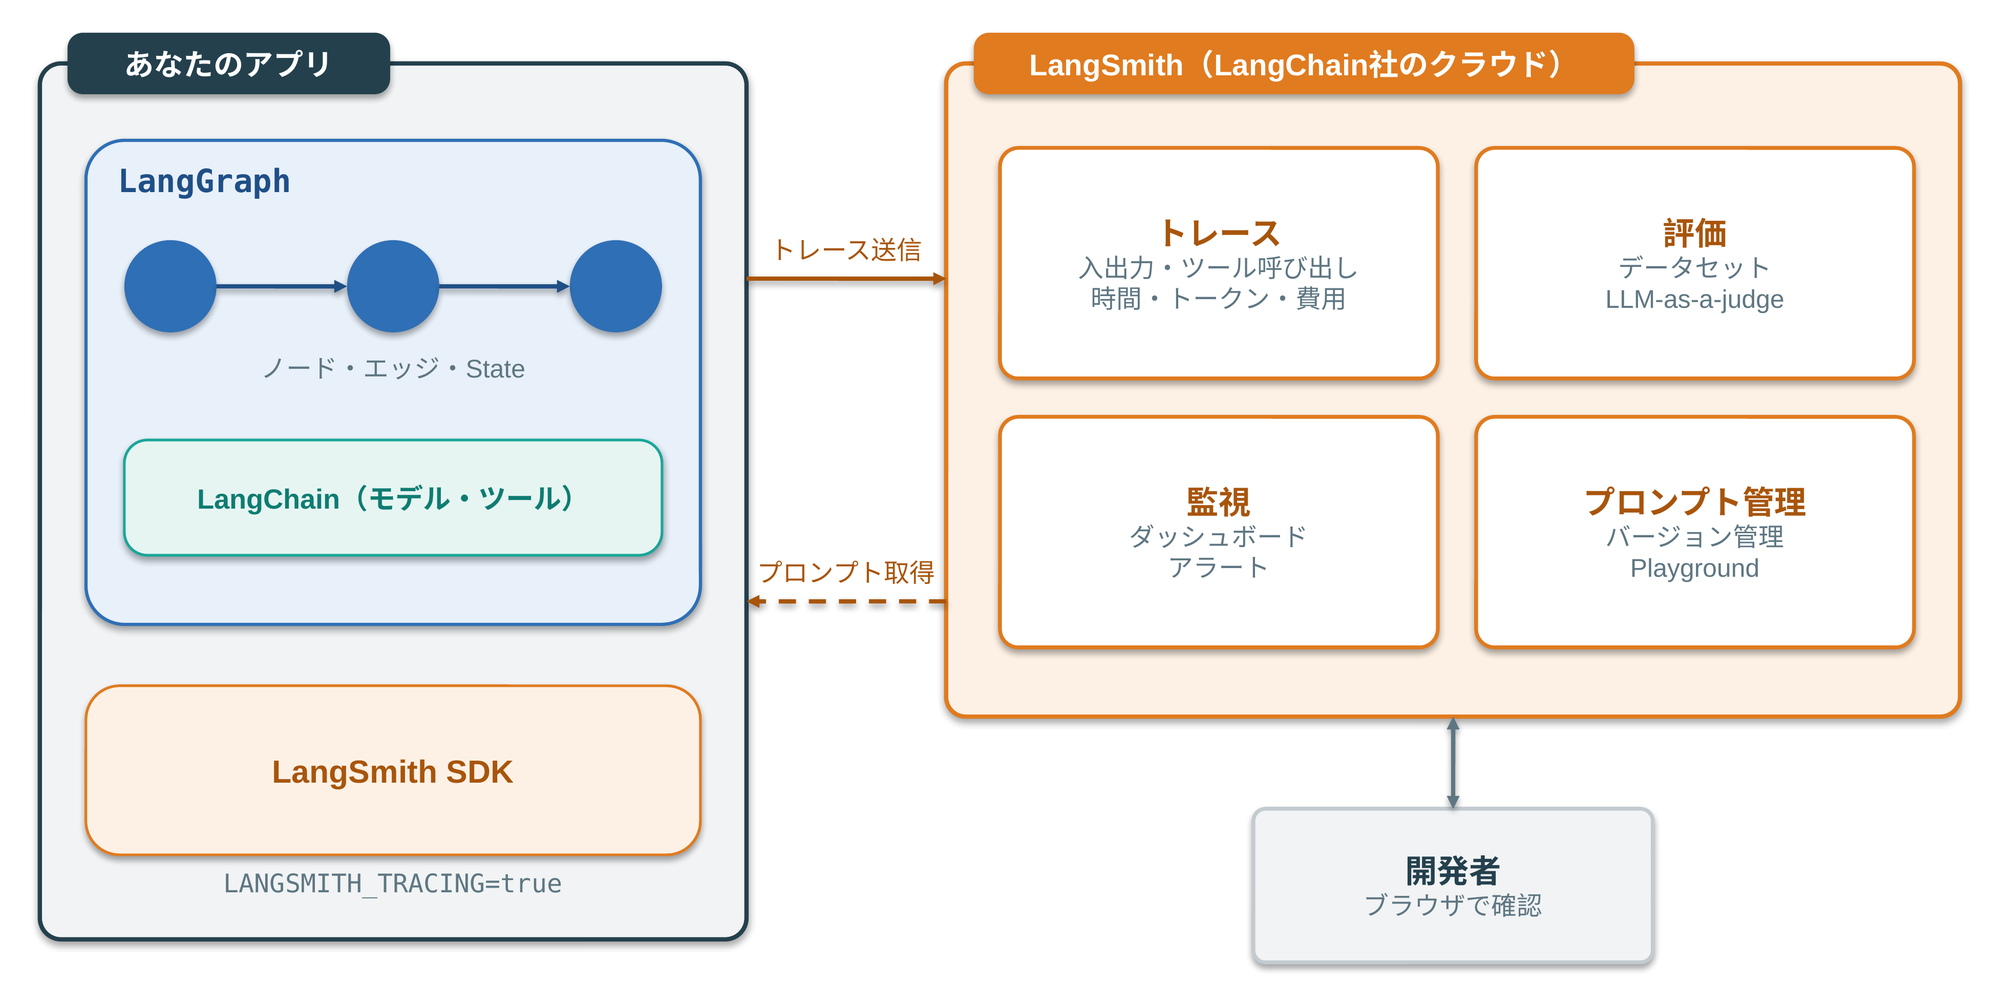 あなたのアプリ
LangGraph
ノード・エッジ・State
LangChain（モデル・ツール）
LangSmith SDK
LANGSMITH_TRACING=true
トレース送信
プロンプト取得
LangSmith（LangChain社のクラウド）
トレース
入出力・ツール呼び出し
時間・トークン・費用
評価
データセット
LLM-as-a-judge
監視
ダッシュボード
アラート
プロンプト管理
バージョン管理
Playground
開発者
ブラウザで確認